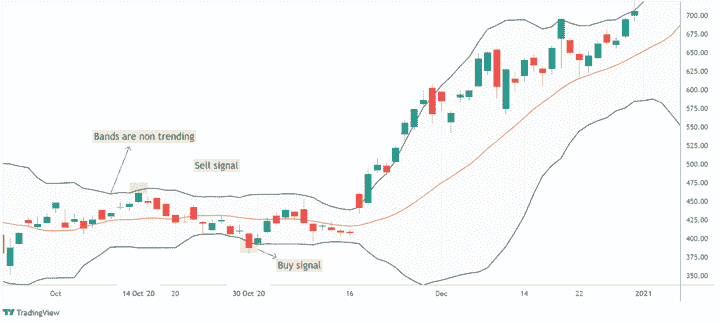 700.00
675.00
650.00
625.00
600.00
575.00
550.00
525.00
500.00
475.00
450.00
425.00
400.00
375.00
350.00
Bands are non trending
Sell signal
Buy signal
Oct
14 Oct '20
20
30 Oct '20
16
Dec
14
22
2021
TradingView